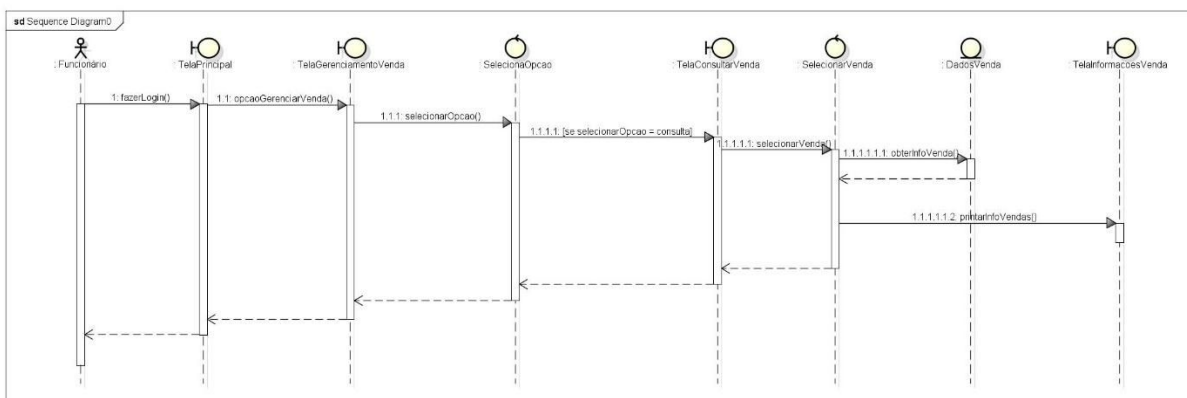 sd Sequence Diagram0
: Funcionário
: TelaPrincipal
: TelaGerenciamentoVenda
: SelecionaOpcao
: TelaConsultarVenda
: SelecionarVenda
: DadosVenda
: TelaInformacoesVenda
1: fazerLogin()
1.1: opcaoGerenciarVenda()
1.1.1: selecionarOpcao()
1.1.1.1: [se selecionarOpcao = consulta]
1.1.1.1.1: selecionarVenda()
1.1.1.1.1.1: obterInfoVenda()
1.1.1.1.1.2: printarInfoVendas()